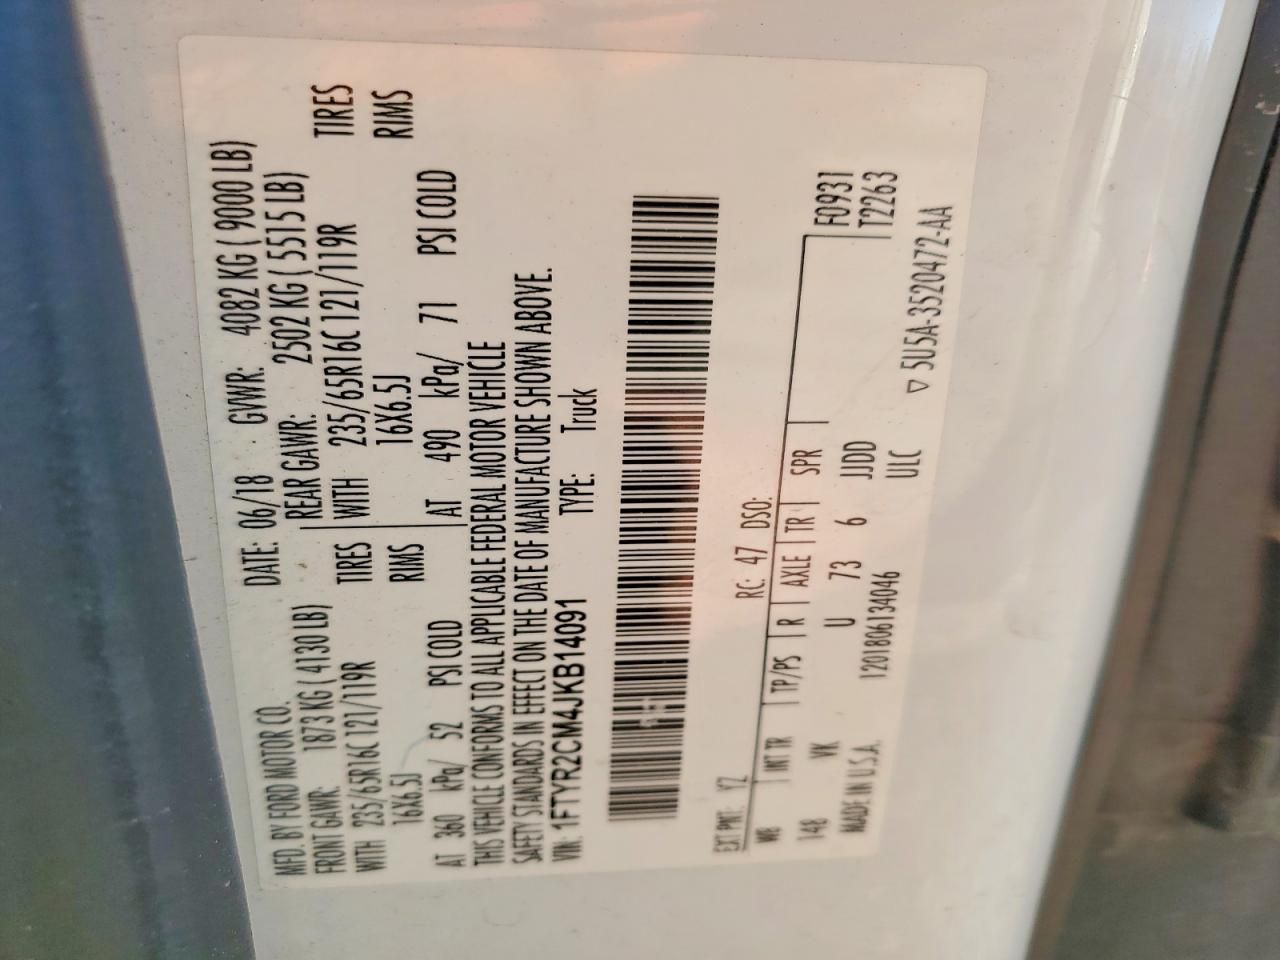 MFD. BY FORD MOTOR CO. DATE: 06/18 GVWR: 4082 KG ( 9000 LB)
FRONT GAWR: 1873 KG ( 4130 LB) REAR GAWR: 2502 KG ( 5515 LB)
WITH 235/65R16C 121/119R TIRES WITH 235/65R16C 121/119R TIRES
16X6.5J RIMS 16X6.5J RIMS
AT 360 kPa/ 52 PSI COLD AT 490 kPa/ 71 PSI COLD
THIS VEHICLE CONFORMS TO ALL APPLICABLE FEDERAL MOTOR VEHICLE
SAFETY STANDARDS IN EFFECT ON THE DATE OF MANUFACTURE SHOWN ABOVE.
VIN: 1FTYR2CM4JKB14091 TYPE: Truck
EXT PNT: YZ RC: 47 DSO:
WB INT TR TP/PS R AXLE TR SPR F0931
148 VK U 73 6 JJDD T2263
MADE IN U.S.A. 1201806134046 ULC
▽ 5U5A-3520472-AA